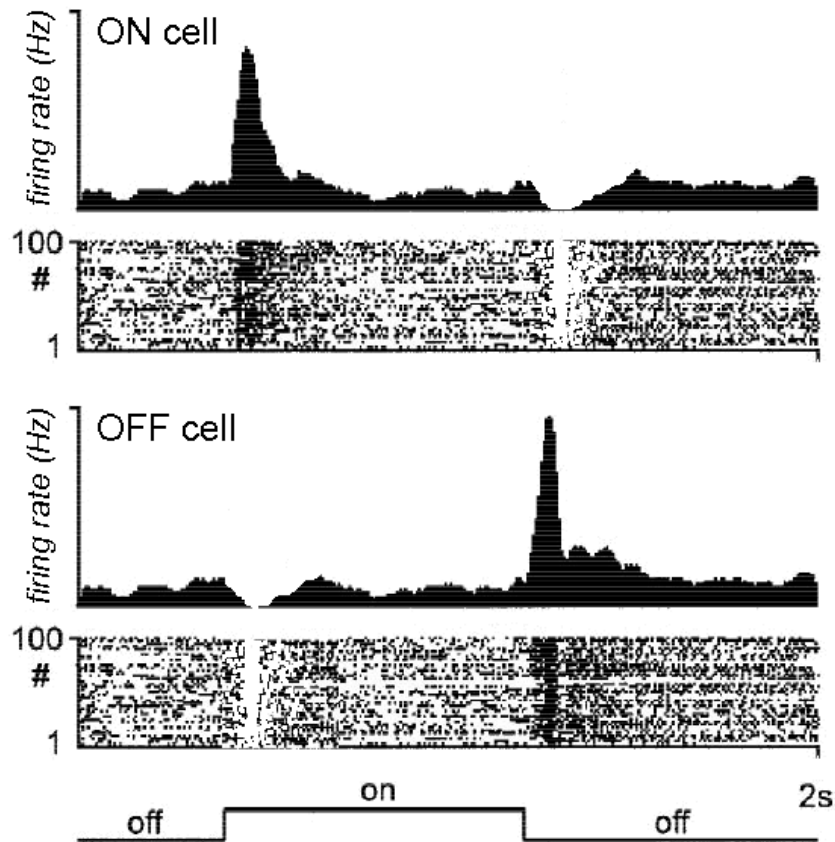 ON cell
firing rate (Hz)
100
#
1
OFF cell
firing rate (Hz)
100
#
1
off on off 2s